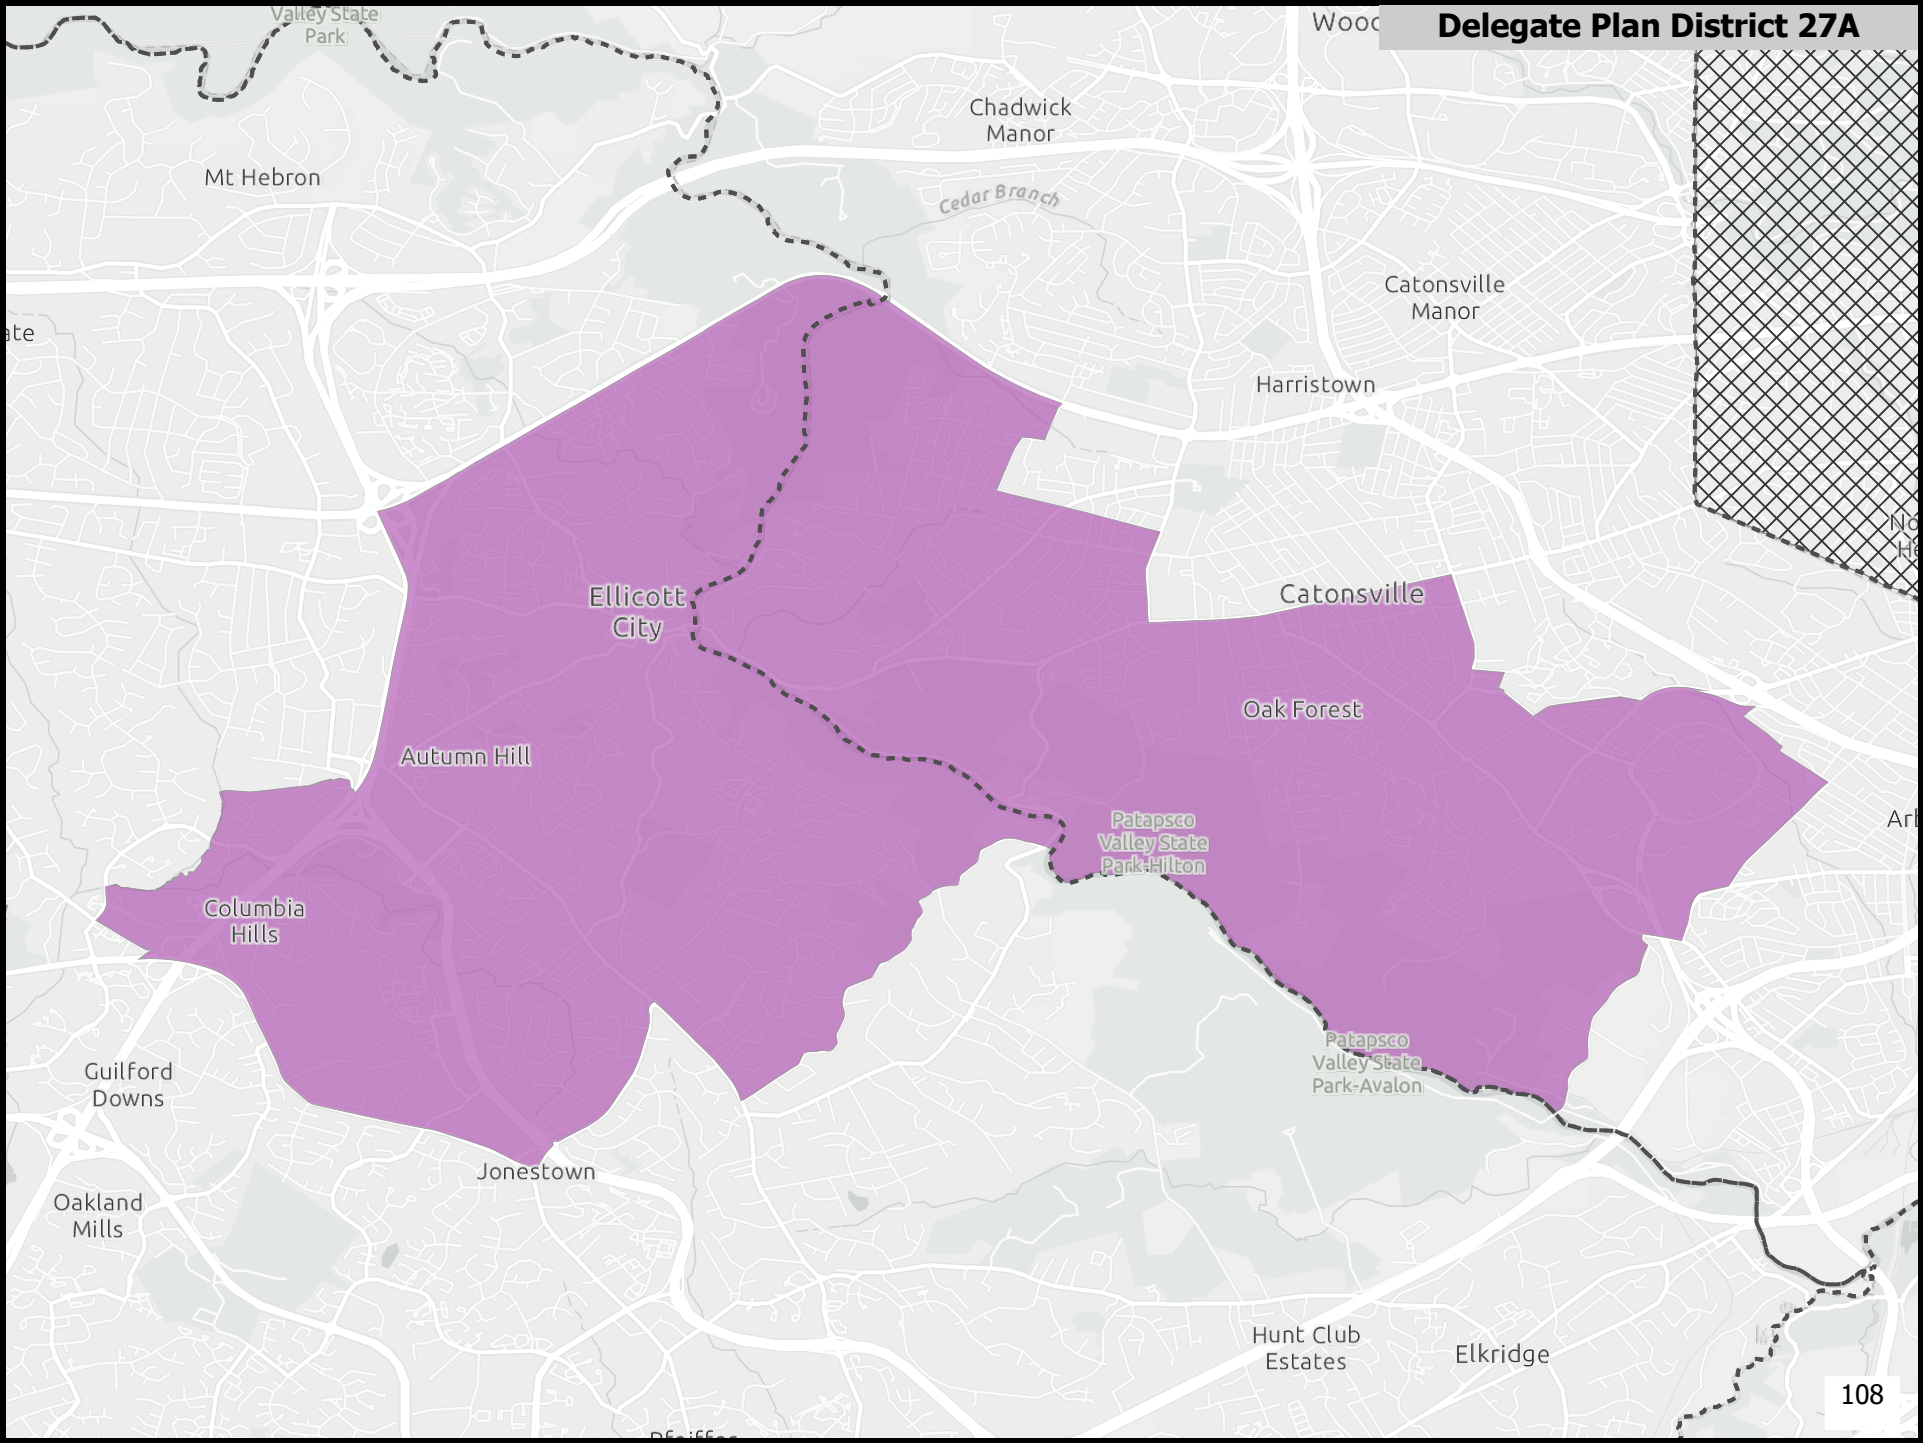 Delegate Plan District 27A
Valley State
Park
Chadwick
Manor
Mt Hebron
Cedar Branch
Catonsville
Manor
Harristown
Ellicott
City
Catonsville
Oak Forest
Autumn Hill
Patapsco
Valley State
Park-Hilton
Columbia
Hills
Guilford
Downs
Patapsco
Valley State
Park-Avalon
Jonestown
Oakland
Mills
Hunt Club
Estates
Elkridge
108